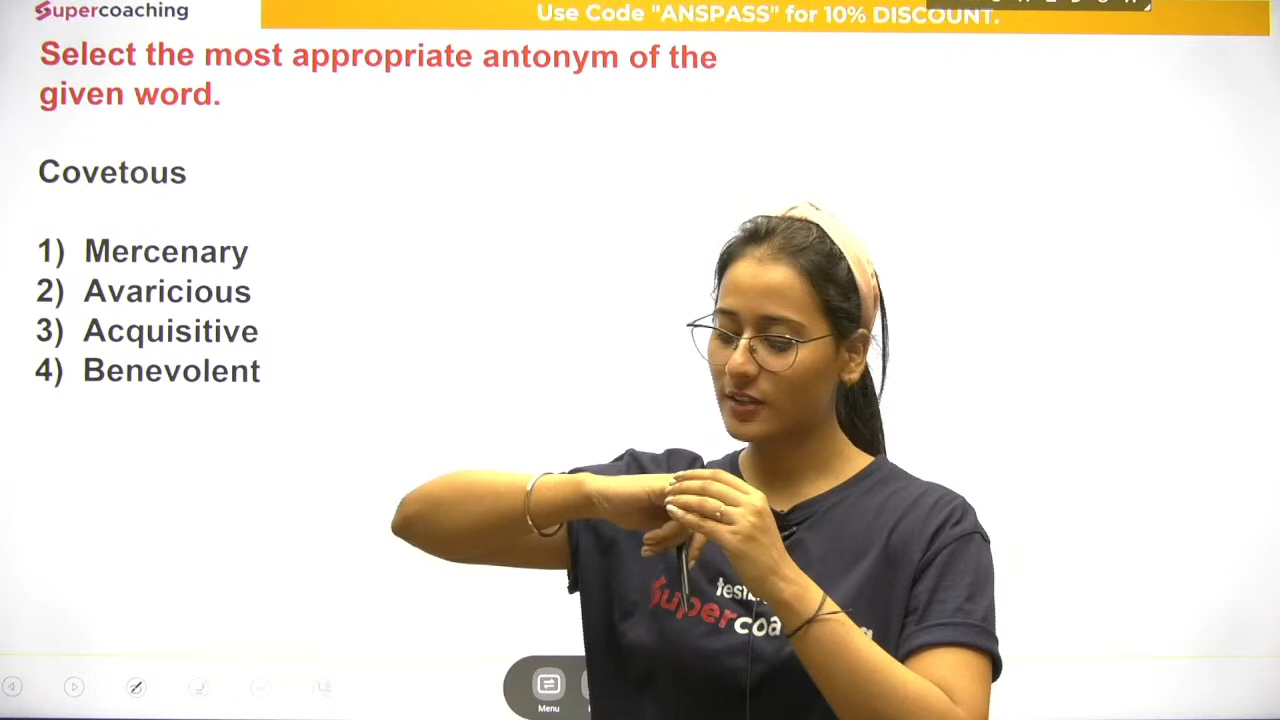 Supercoaching
Use Code "ANSPASS" for 10% DISCOUNT.
Select the most appropriate antonym of the
given word.
Covetous
1) Mercenary
2) Avaricious
3) Acquisitive
4) Benevolent
Menu